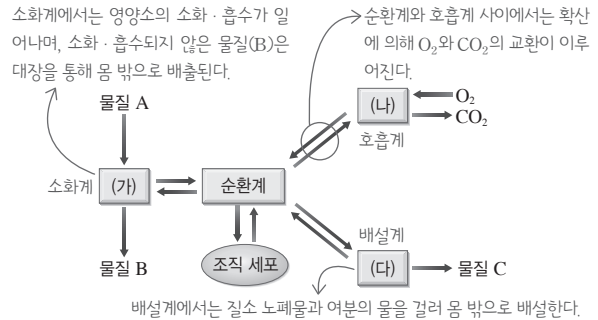 소화계에서는 영양소의 소화 · 흡수가 일
어나며, 소화 · 흡수되지 않은 물질(B)은
대장을 통해 몸 밖으로 배출된다.
순환계와 호흡계 사이에서는 확산
에 의해 O₂와 CO₂의 교환이 이루
어진다.
물질 A
(나)
O₂
CO₂
호흡계
소화계
(가)
순환계
배설계
물질 B
조직 세포
(다)
물질 C
배설계에서는 질소 노폐물과 여분의 물을 걸러 몸 밖으로 배설한다.